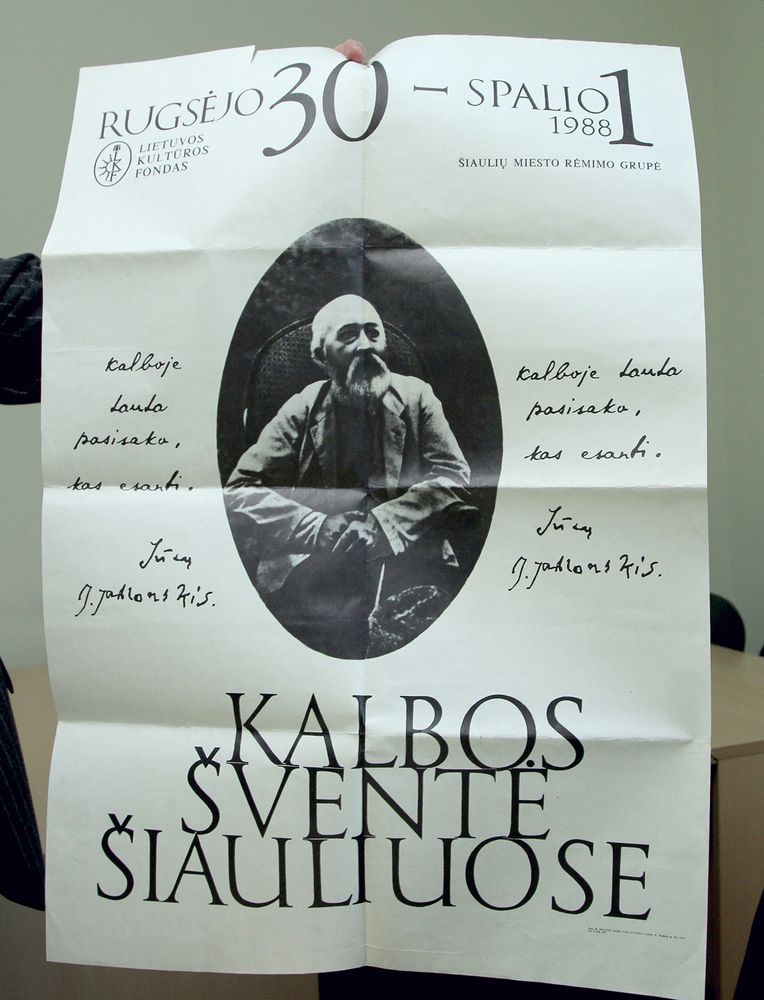 RUGSĖJO 30 – SPALIO 1
1988
LIETUVOS
KULTŪROS
FONDAS
ŠIAULIŲ MIESTO RĖMIMO GRUPĖ
kalboje
tauta
pasisako,
kas esanti.
Jūsų
J. Jablonskis.
kalboje tauta
pasisako,
kas esanti.
Jūsų
J. Jablonskis.
KALBOS
ŠVENTĖ
ŠIAULIUOSE